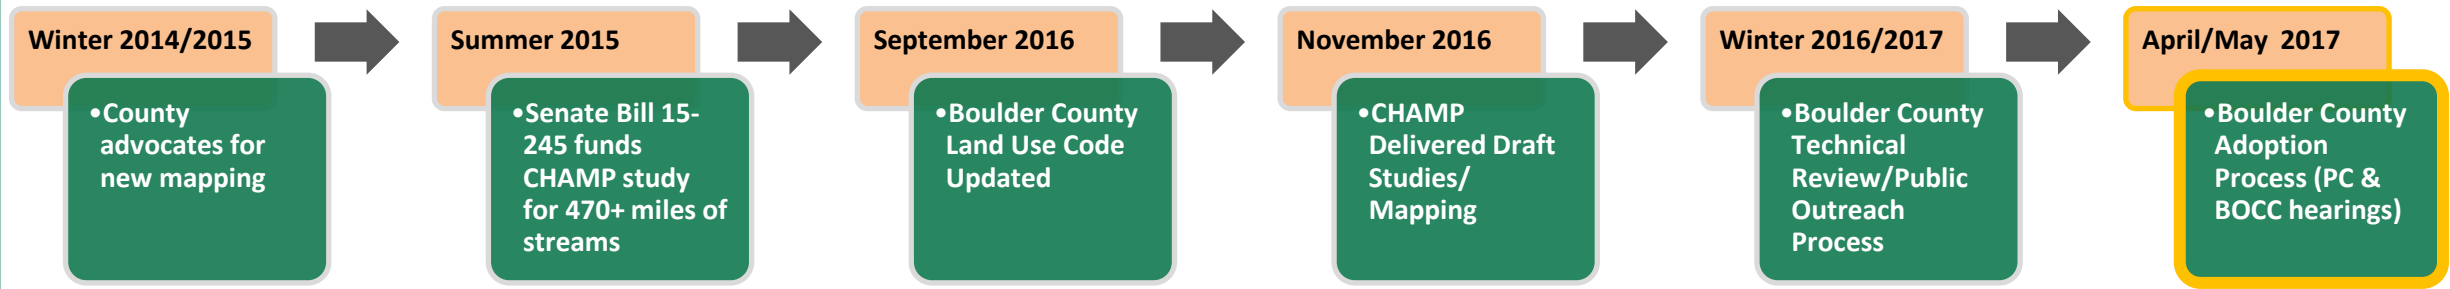 Winter 2014/2015
•County
advocates for
new mapping
Summer 2015
•Senate Bill 15-
245 funds
CHAMP study
for 470+ miles of
streams
September 2016
•Boulder County
Land Use Code
Updated
November 2016
•CHAMP
Delivered Draft
Studies/
Mapping
Winter 2016/2017
•Boulder County
Technical
Review/Public
Outreach
Process
April/May 2017
•Boulder County
Adoption
Process (PC &
BOCC hearings)